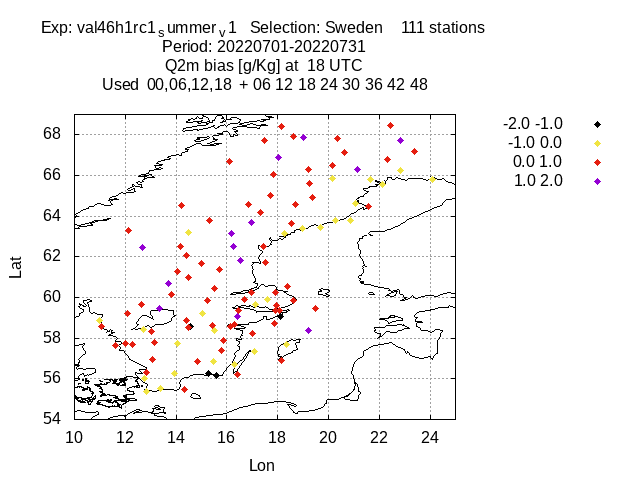 Exp: val46h1rc1summerv1 Selection: Sweden 111 stations
Period: 20220701-20220731
Q2m bias [g/Kg] at 18 UTC
Used 00,06,12,18 + 06 12 18 24 30 36 42 48
-2.0 -1.0
-1.0 0.0
0.0 1.0
1.0 2.0
Lat
68
66
64
62
60
58
56
54
10 12 14 16 18 20 22 24
Lon